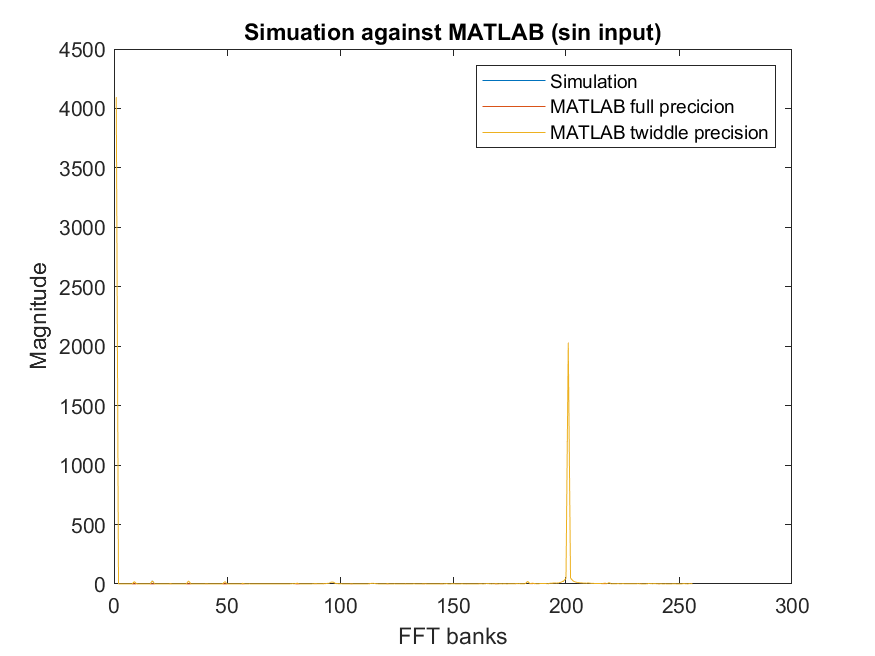 Simuation against MATLAB (sin input)
4500
4000
3500
3000
2500
2000
1500
1000
500
0
Magnitude
Simulation
MATLAB full precicion
MATLAB twiddle precision
0 50 100 150 200 250 300
FFT banks